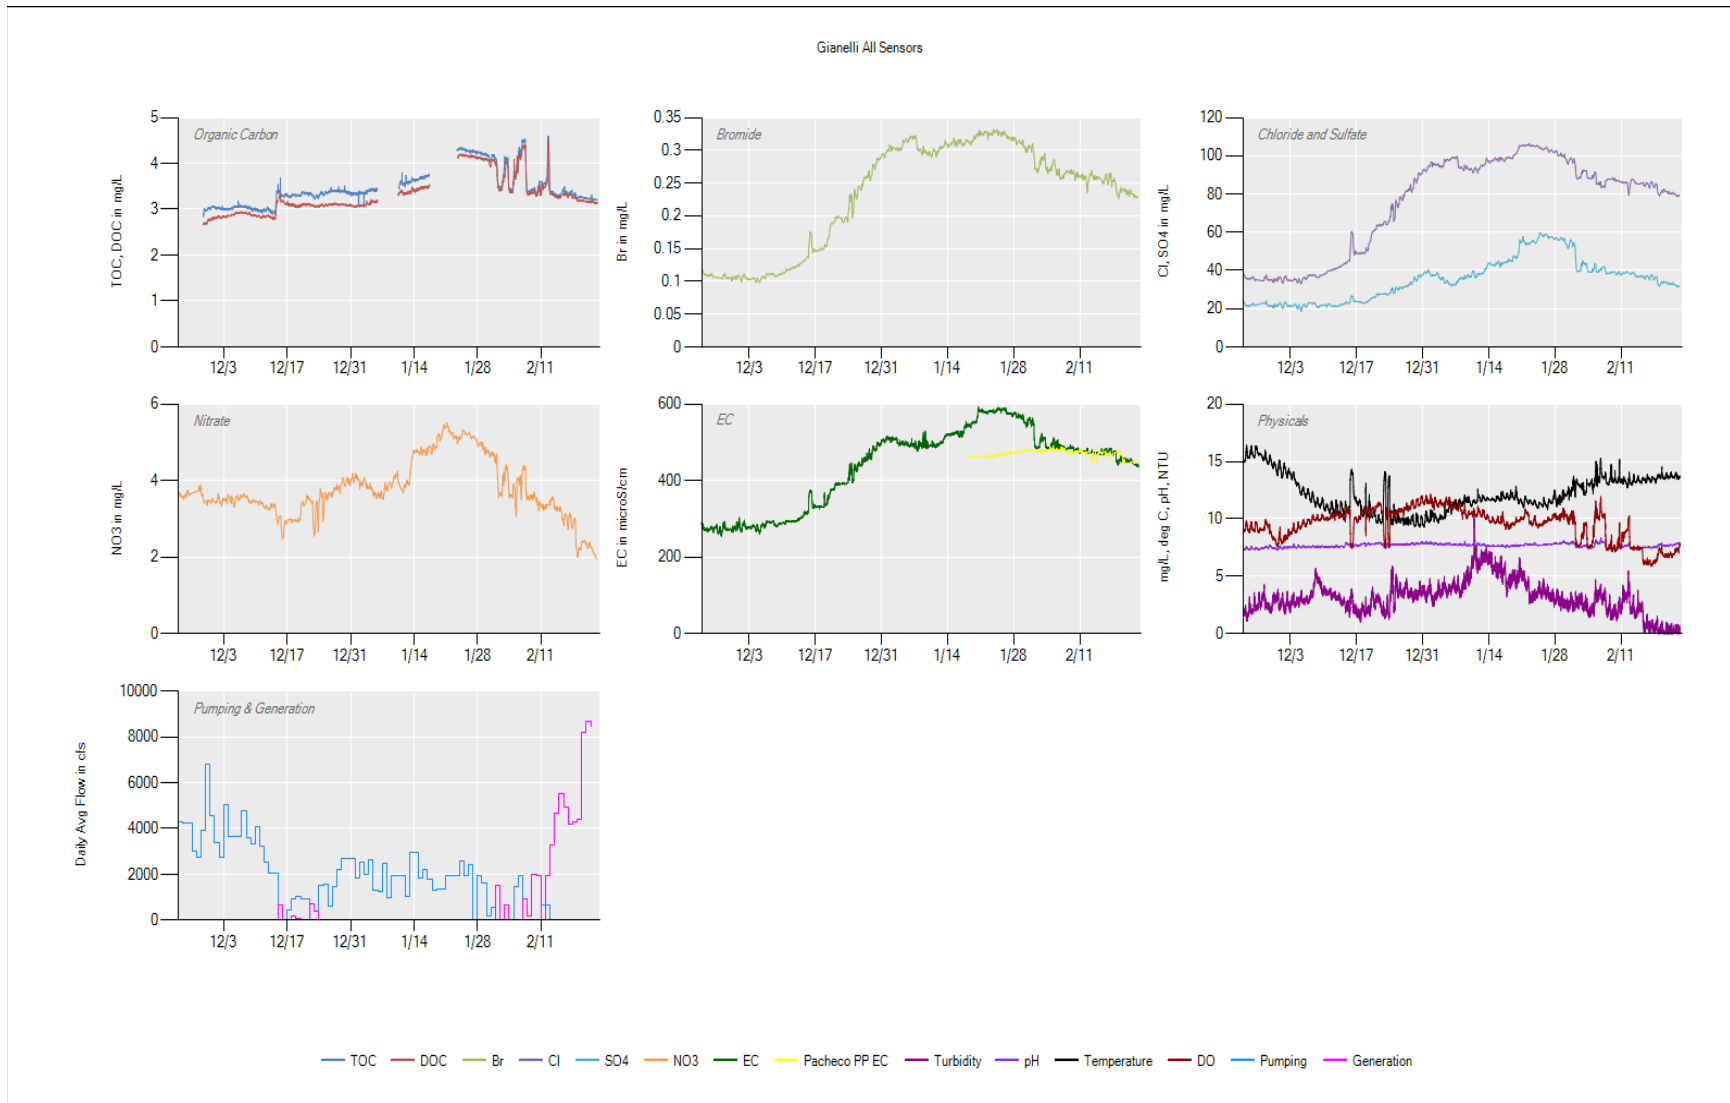 Gianelli All Sensors
Organic Carbon
TOC, DOC in mg/L
5
4
3
2
1
0
12/3 12/17 12/31 1/14 1/28 2/11
Bromide
Br in mg/L
0.35
0.3
0.25
0.2
0.15
0.1
0.05
0
12/3 12/17 12/31 1/14 1/28 2/11
Chloride and Sulfate
Cl, SO4 in mg/L
120
100
80
60
40
20
0
12/3 12/17 12/31 1/14 1/28 2/11
Nitrate
NO3 in mg/L
6
4
2
0
12/3 12/17 12/31 1/14 1/28 2/11
EC
EC in microS/cm
600
400
200
0
12/3 12/17 12/31 1/14 1/28 2/11
Physicals
mg/L, deg C, pH, NTU
20
15
10
5
0
12/3 12/17 12/31 1/14 1/28 2/11
Pumping & Generation
Daily Avg Flow in cfs
10000
8000
6000
4000
2000
0
12/3 12/17 12/31 1/14 1/28 2/11
TOC DOC Br Cl SO4 NO3 EC Pacheco PP EC Turbidity pH Temperature DO Pumping Generation